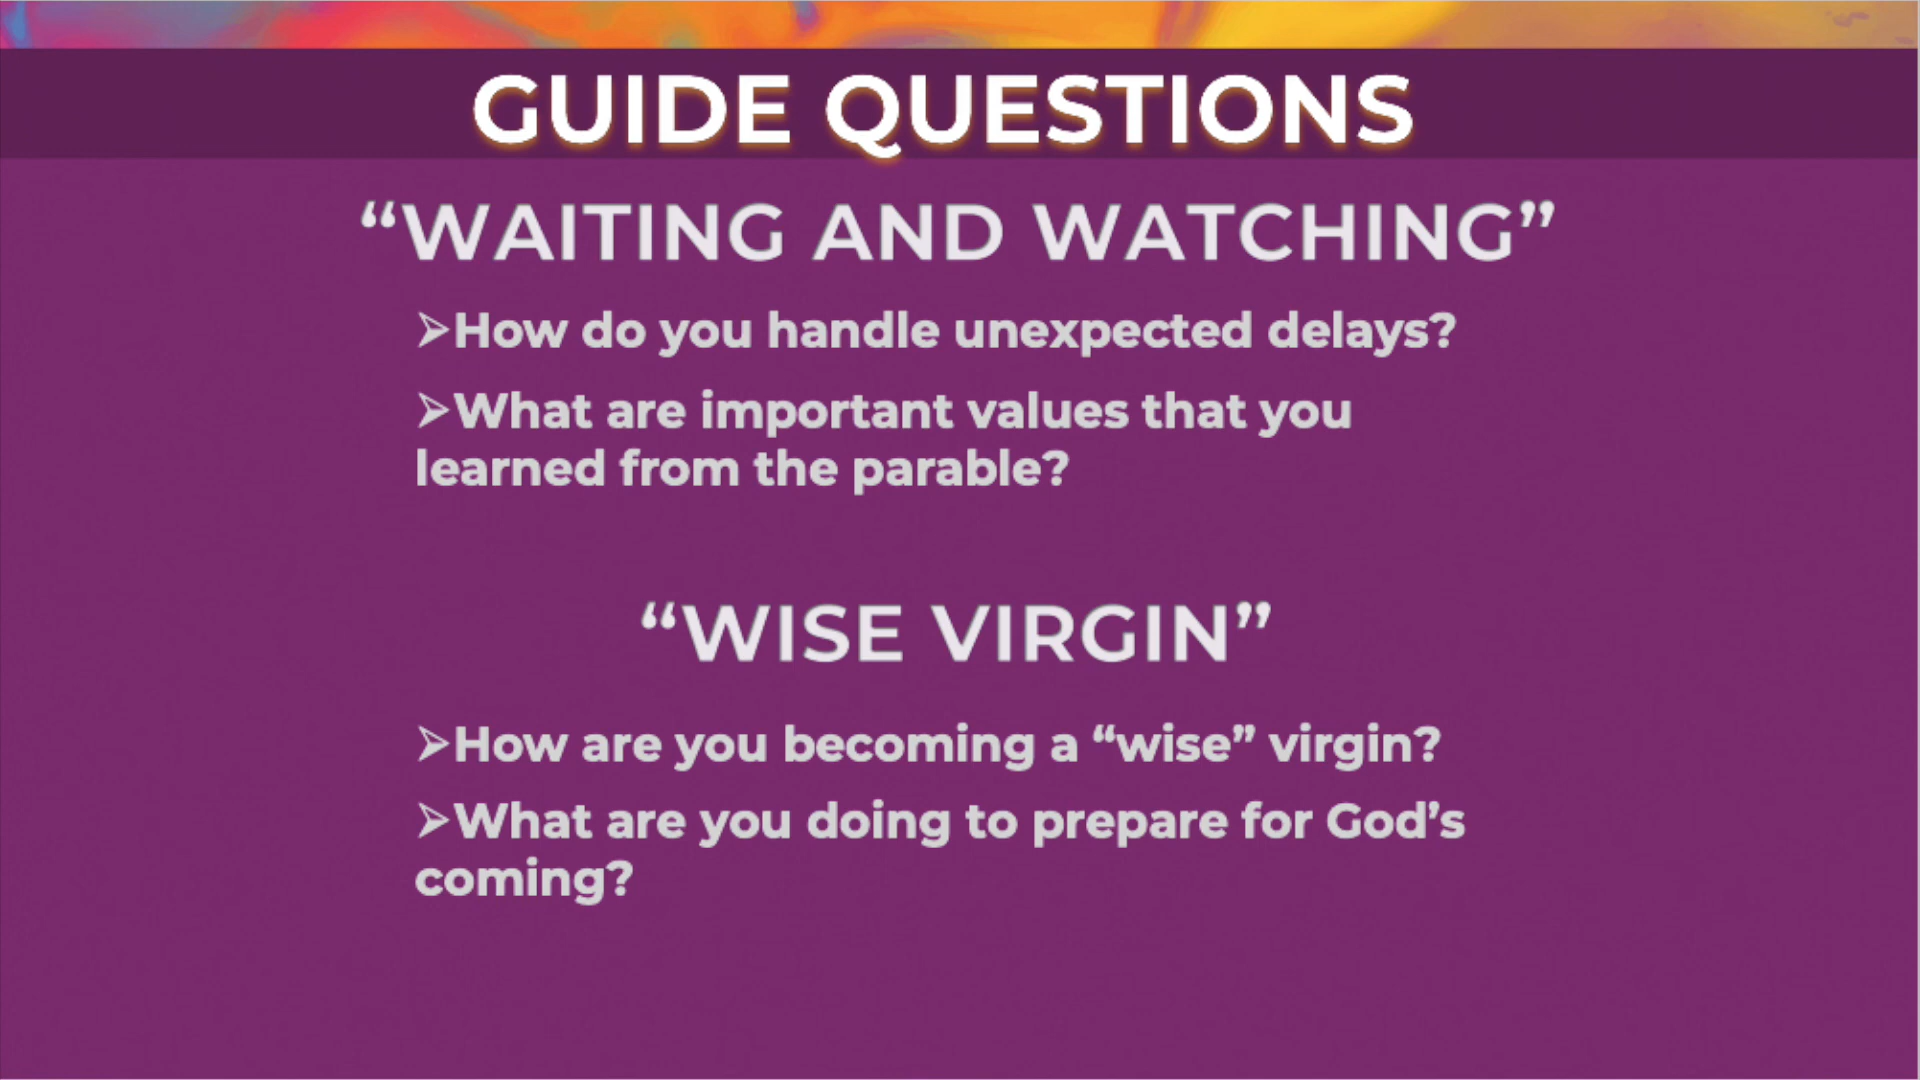 GUIDE QUESTIONS
“WAITING AND WATCHING”
➢How do you handle unexpected delays?
➢What are important values that you
learned from the parable?
“WISE VIRGIN”
➢How are you becoming a “wise” virgin?
➢What are you doing to prepare for God’s
coming?